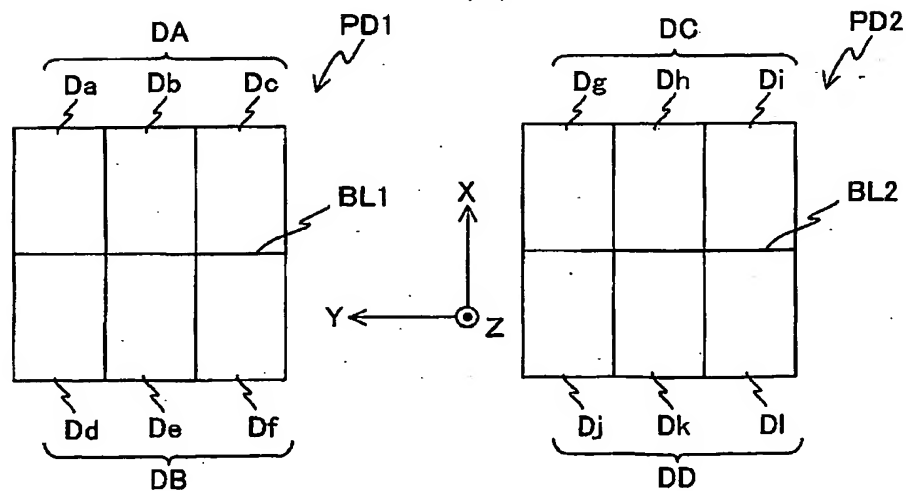 DA PD1 DC PD2
Da Db Dc Dg Dh Di
BL1 X BL2
Y Z
Dd De Df Dj Dk Dl
DB DD